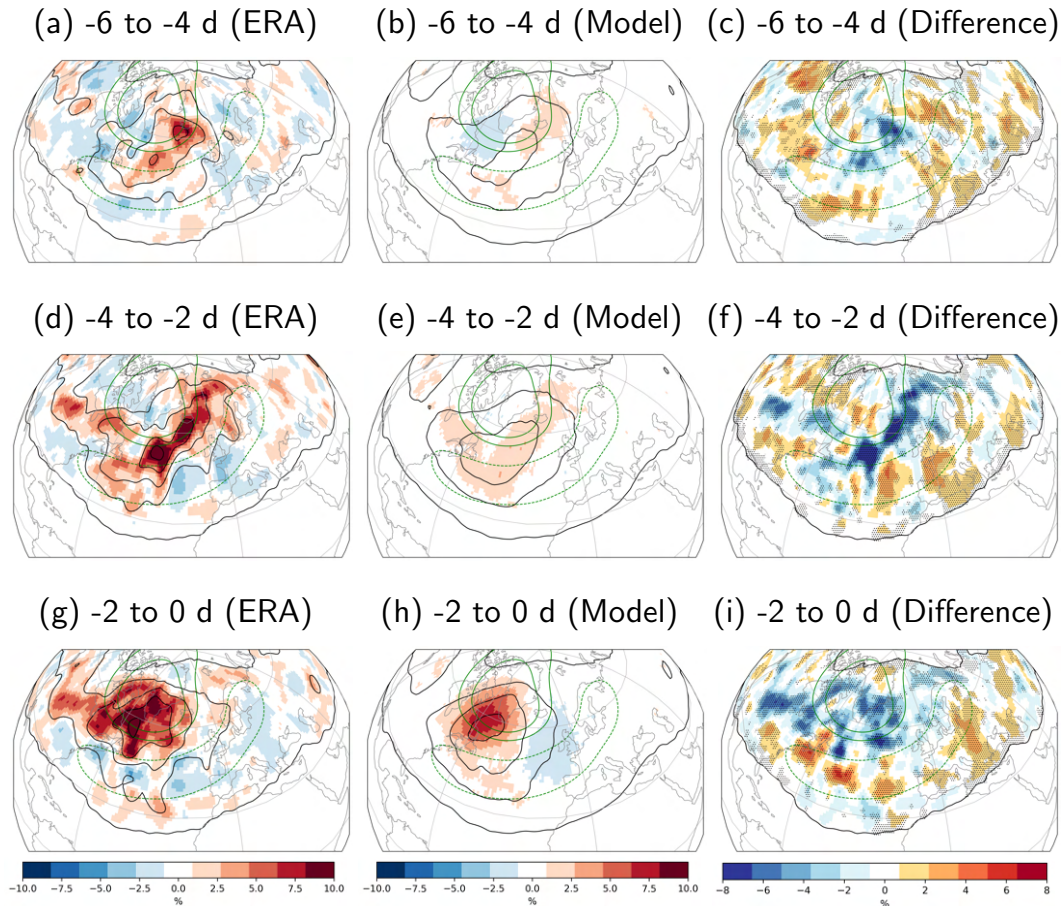 (a) -6 to -4 d (ERA)
(b) -6 to -4 d (Model)
(c) -6 to -4 d (Difference)
(d) -4 to -2 d (ERA)
(e) -4 to -2 d (Model)
(f) -4 to -2 d (Difference)
(g) -2 to 0 d (ERA)
(h) -2 to 0 d (Model)
(i) -2 to 0 d (Difference)
−10.0 −7.5 −5.0 −2.5 0.0 2.5 5.0 7.5 10.0
%
−10.0 −7.5 −5.0 −2.5 0.0 2.5 5.0 7.5 10.0
%
−8 −6 −4 −2 0 2 4 6 8
%